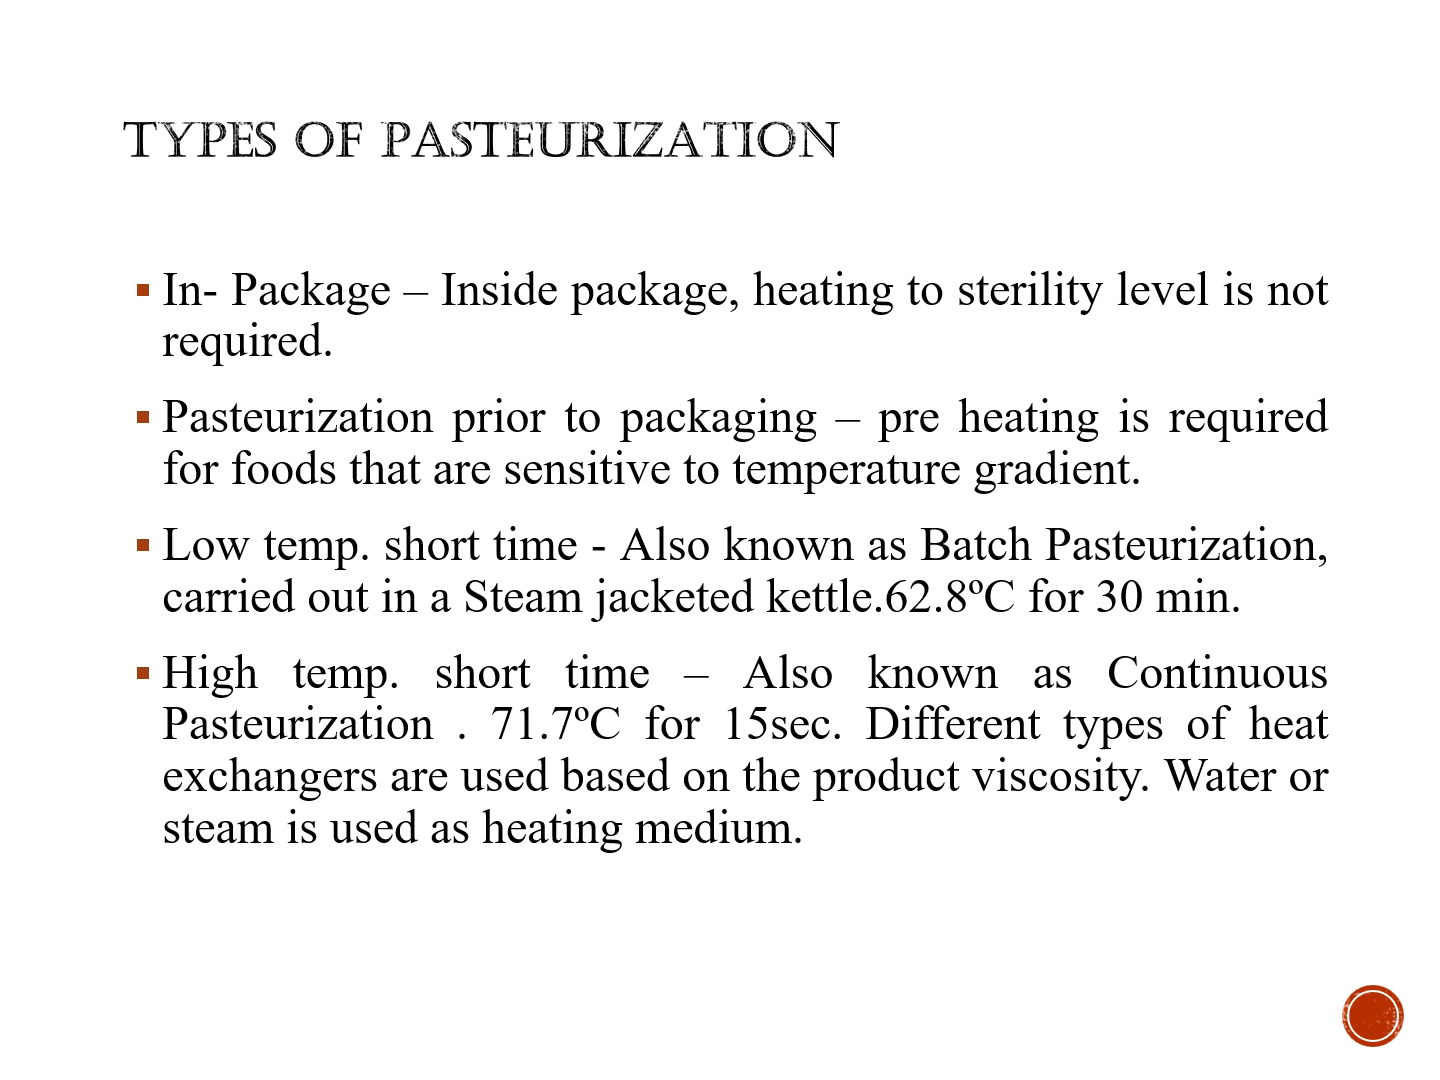 TYPES OF PASTEURIZATION
▪ In- Package – Inside package, heating to sterility level is not
required.
▪ Pasteurization prior to packaging – pre heating is required
for foods that are sensitive to temperature gradient.
▪ Low temp. short time - Also known as Batch Pasteurization,
carried out in a Steam jacketed kettle.62.8ºC for 30 min.
▪ High temp. short time – Also known as Continuous
Pasteurization . 71.7ºC for 15sec. Different types of heat
exchangers are used based on the product viscosity. Water or
steam is used as heating medium.